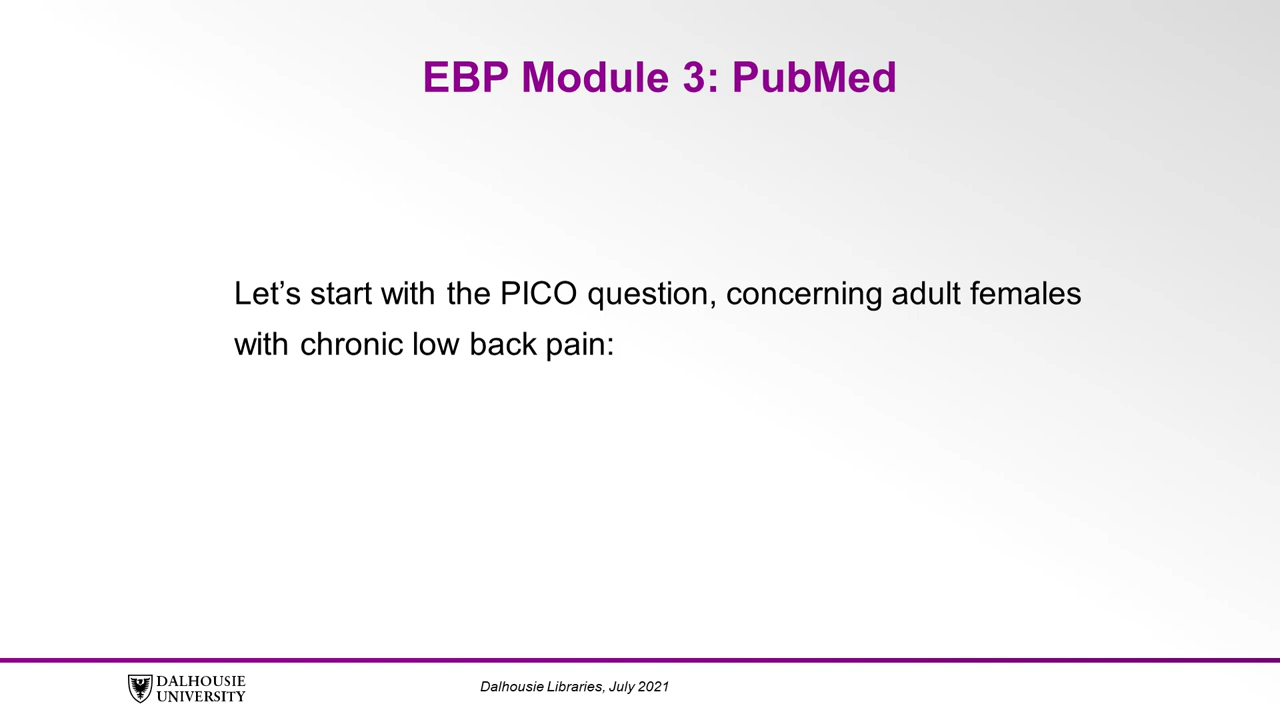 EBP Module 3: PubMed
Let’s start with the PICO question, concerning adult females
with chronic low back pain:
DALHOUSIE
UNIVERSITY
Dalhousie Libraries, July 2021